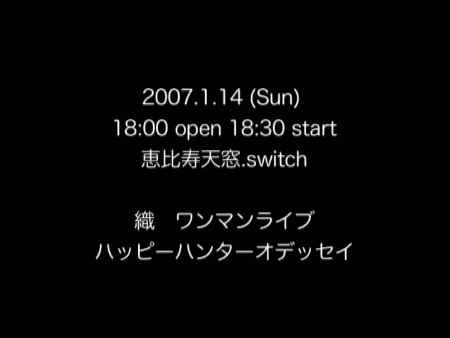 2007.1.14 (Sun)
18:00 open 18:30 start
恵比寿天窓.switch
織　ワンマンライブ
ハッピーハンターオデッセイ